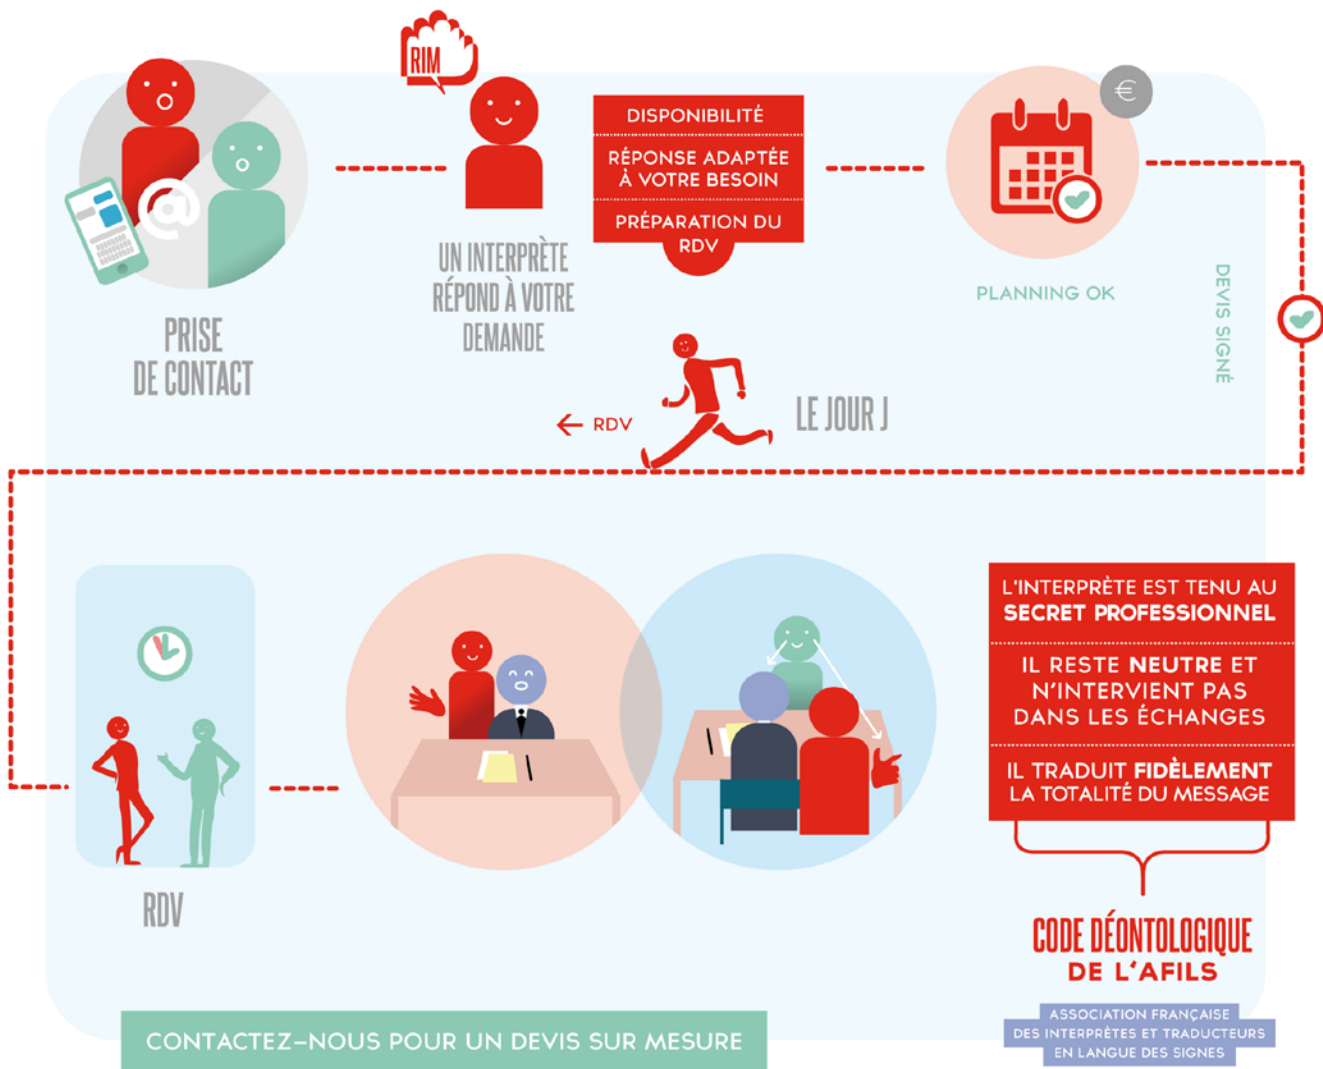 RIM
PRISE
DE CONTACT
@
UN INTERPRÈTE
RÉPOND À VOTRE
DEMANDE
DISPONIBILITÉ
RÉPONSE ADAPTÉE
À VOTRE BESOIN
PRÉPARATION DU
RDV
€
PLANNING OK
DEVIS SIGNÉ
← RDV
LE JOUR J
RDV
L'INTERPRÈTE EST TENU AU
SECRET PROFESSIONNEL
IL RESTE NEUTRE ET
N'INTERVIENT PAS
DANS LES ÉCHANGES
IL TRADUIT FIDÈLEMENT
LA TOTALITÉ DU MESSAGE
CODE DÉONTOLOGIQUE
DE L'AFILS
ASSOCIATION FRANÇAISE
DES INTERPRÈTES ET TRADUCTEURS
EN LANGUE DES SIGNES
CONTACTEZ-NOUS POUR UN DEVIS SUR MESURE